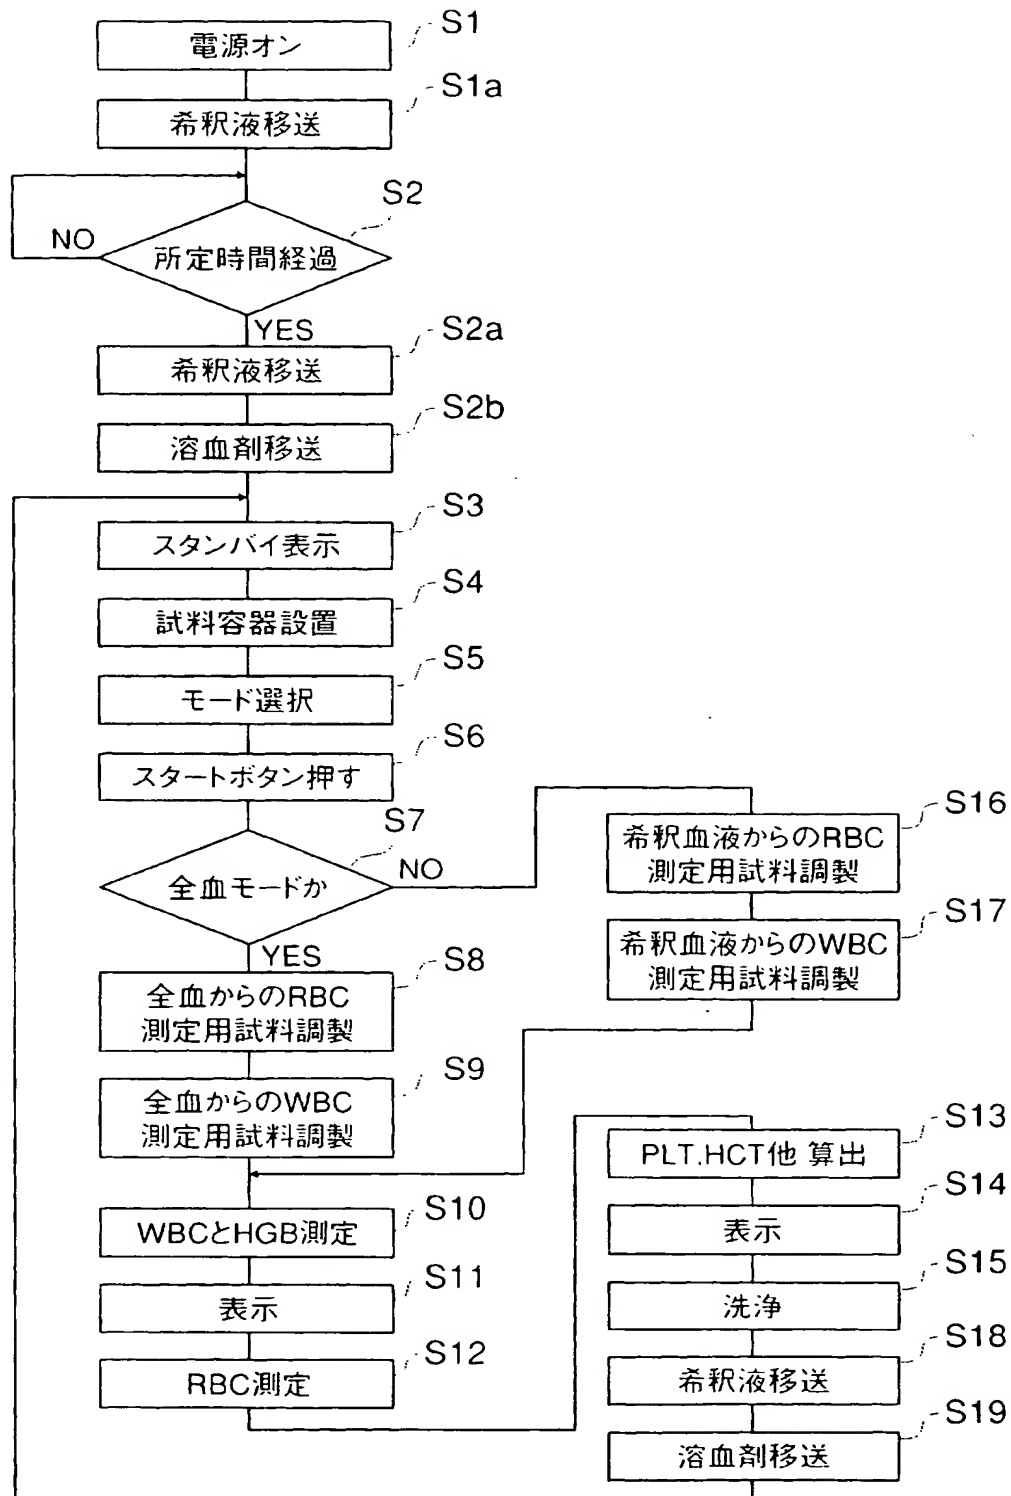 S1
電源オン
S1a
希釈液移送
S2
NO
所定時間経過
YES
S2a
希釈液移送
S2b
溶血剤移送
S3
スタンバイ表示
S4
試料容器設置
S5
モード選択
S6
スタートボタン押す
S7
全血モードか
NO
YES
S8
全血からのRBC
測定用試料調製
S9
全血からのWBC
測定用試料調製
S16
希釈血液からのRBC
測定用試料調製
S17
希釈血液からのWBC
測定用試料調製
S10
WBCとHGB測定
S11
表示
S12
RBC測定
S13
PLT.HCT他 算出
S14
表示
S15
洗浄
S18
希釈液移送
S19
溶血剤移送